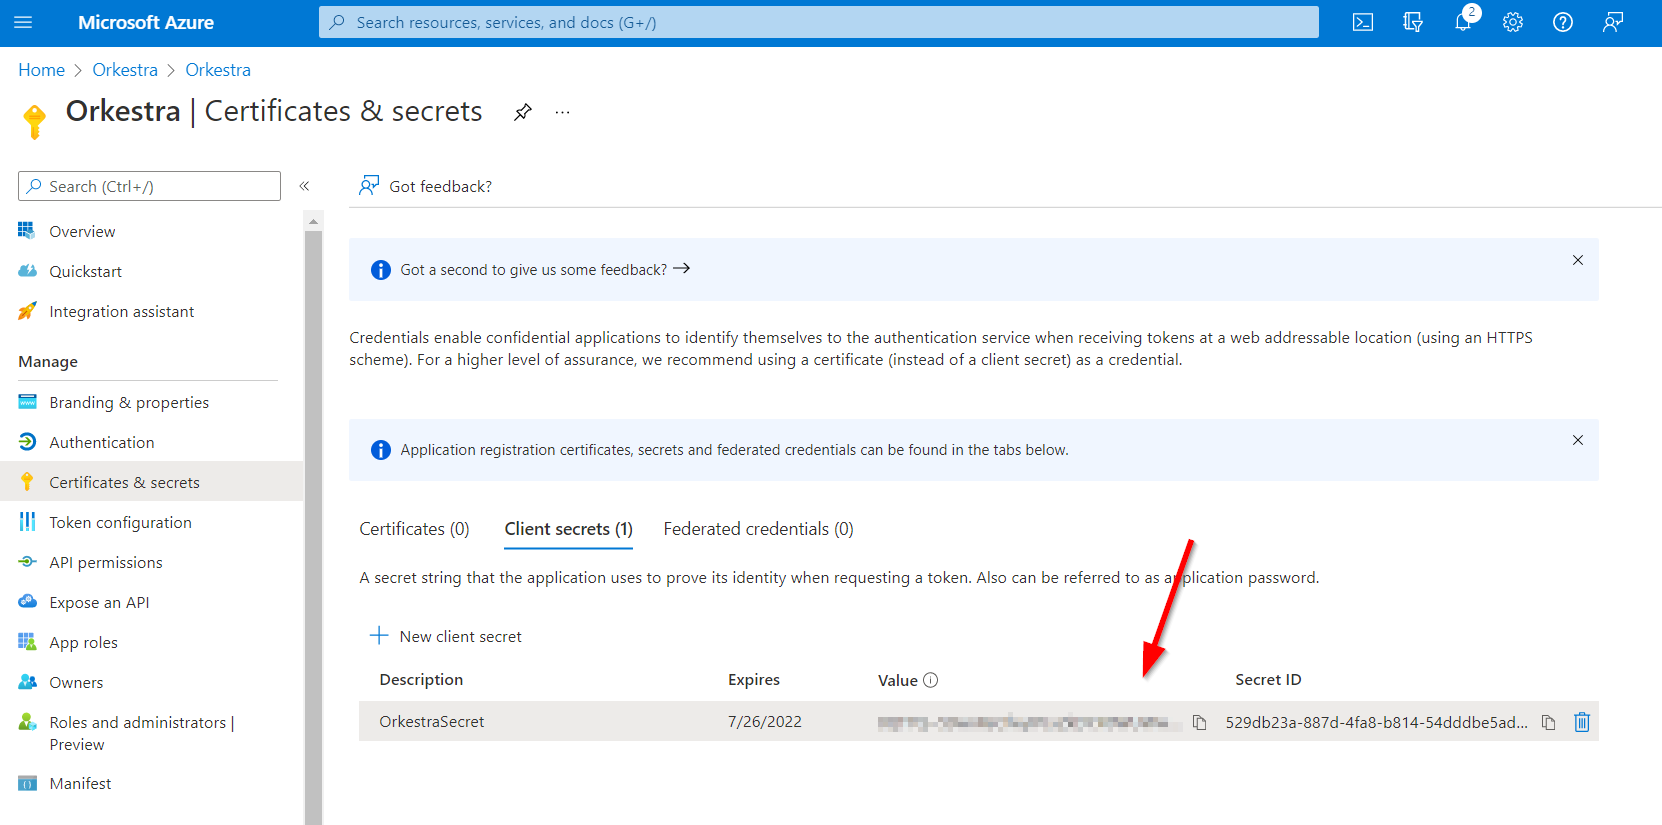 Microsoft Azure
Search resources, services, and docs (G+/)
2
Home > Orkestra > Orkestra
Orkestra | Certificates & secrets
Search (Ctrl+/)
Overview
Quickstart
Integration assistant
Manage
Branding & properties
Authentication
Certificates & secrets
Token configuration
API permissions
Expose an API
App roles
Owners
Roles and administrators |
Preview
Manifest
Got feedback?
Got a second to give us some feedback?
Credentials enable confidential applications to identify themselves to the authentication service when receiving tokens at a web addressable location (using an HTTPS
scheme). For a higher level of assurance, we recommend using a certificate (instead of a client secret) as a credential.
Application registration certificates, secrets and federated credentials can be found in the tabs below.
Certificates (0) Client secrets (1) Federated credentials (0)
A secret string that the application uses to prove its identity when requesting a token. Also can be referred to as application password.
New client secret
Description Expires Value Secret ID
OrkestraSecret 7/26/2022 529db23a-887d-4fa8-b814-54dddbe5ad...